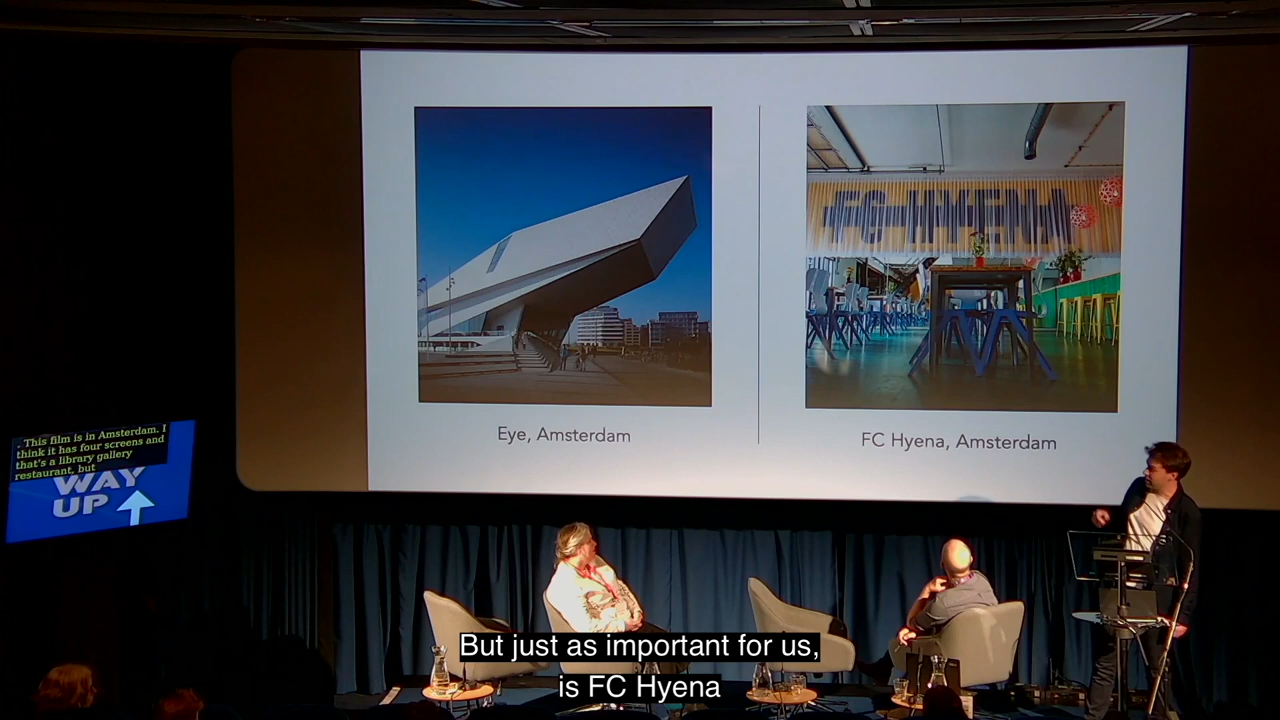 FC HYENA
Eye, Amsterdam
FC Hyena, Amsterdam
. This film is in Amsterdam. I
think it has four screens and
that's a library gallery
restaurant, but
WAY
UP
But just as important for us,
is FC Hyena